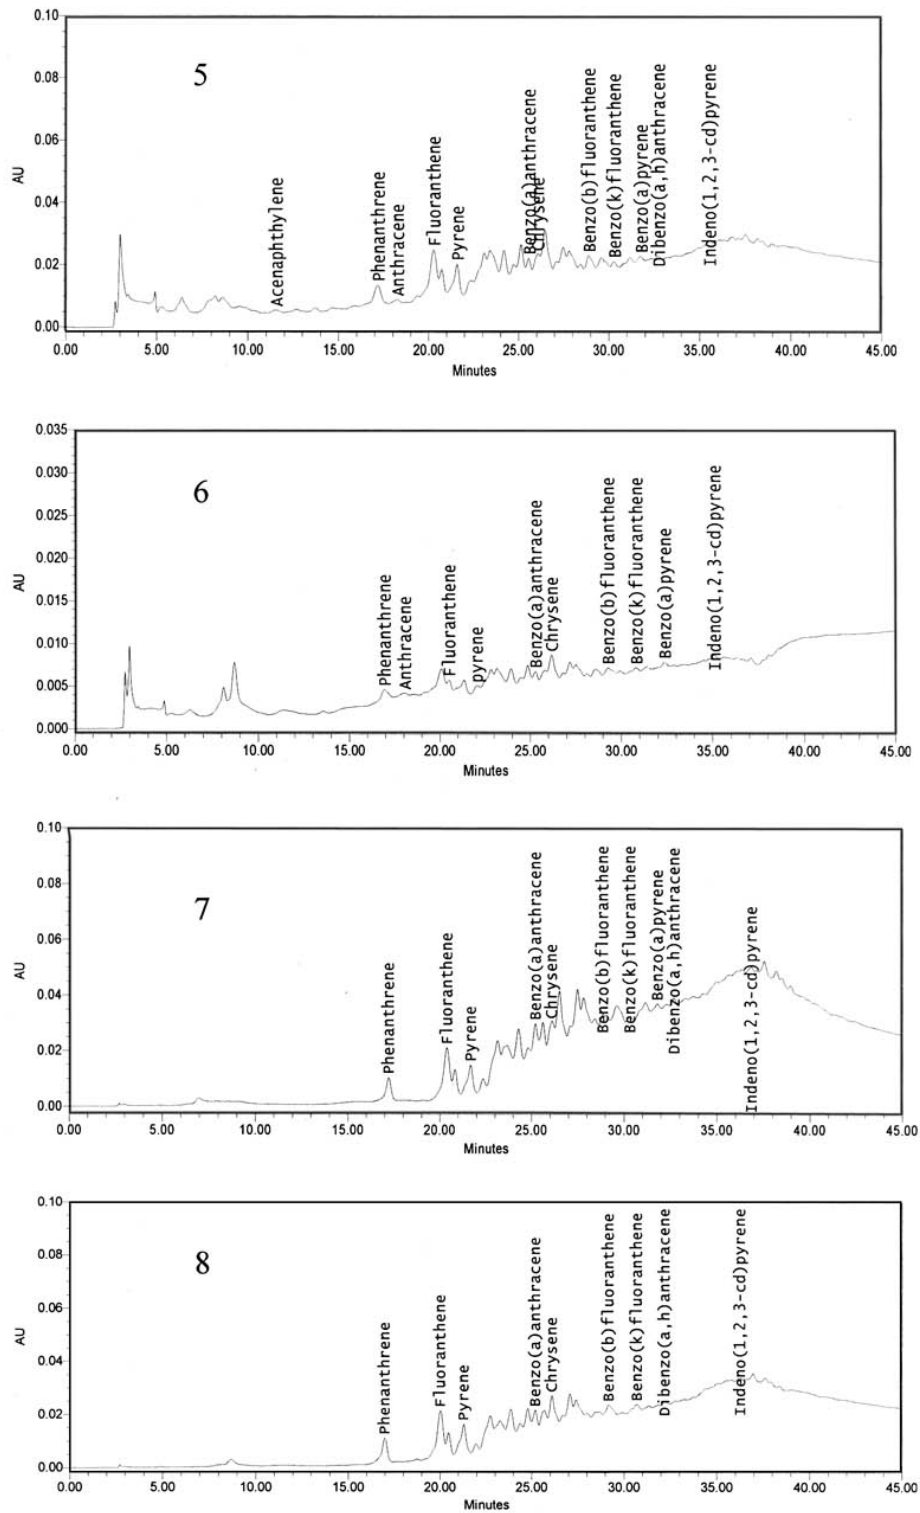 0.10
0.08
0.06
0.04
0.02
0.00
AU
5
Acenaphthylene
Phenanthrene
Anthracene
Fluoranthene
Pyrene
Benzo(a)anthracene
Chrysene
Benzo(b)fluoranthene
Benzo(k)fluoranthene
Benzo(a)pyrene
Dibenzo(a,h)anthracene
Indeno(1,2,3-cd)pyrene
0.00 5.00 10.00 15.00 20.00 25.00 30.00 35.00 40.00 45.00
Minutes
0.035
0.030
0.025
0.020
0.015
0.010
0.005
0.000
AU
6
Phenanthrene
Anthracene
Fluoranthene
pyrene
Benzo(a)anthracene
Chrysene
Benzo(b)fluoranthene
Benzo(k)fluoranthene
Benzo(a)pyrene
Indeno(1,2,3-cd)pyrene
0.00 5.00 10.00 15.00 20.00 25.00 30.00 35.00 40.00 45.00
Minutes
0.10
0.08
0.06
0.04
0.02
0.00
AU
7
Phenanthrene
Fluoranthene
Pyrene
Benzo(a)anthracene
Chrysene
Benzo(b)fluoranthene
Benzo(k)fluoranthene
Benzo(a)pyrene
Dibenzo(a,h)anthracene
Indeno(1,2,3-cd)pyrene
0.00 5.00 10.00 15.00 20.00 25.00 30.00 35.00 40.00 45.00
Minutes
0.10
0.08
0.06
0.04
0.02
0.00
AU
8
Phenanthrene
Fluoranthene
Pyrene
Benzo(a)anthracene
Chrysene
Benzo(b)fluoranthene
Benzo(k)fluoranthene
Dibenzo(a,h)anthracene
Indeno(1,2,3-cd)pyrene
0.00 5.00 10.00 15.00 20.00 25.00 30.00 35.00 40.00 45.00
Minutes